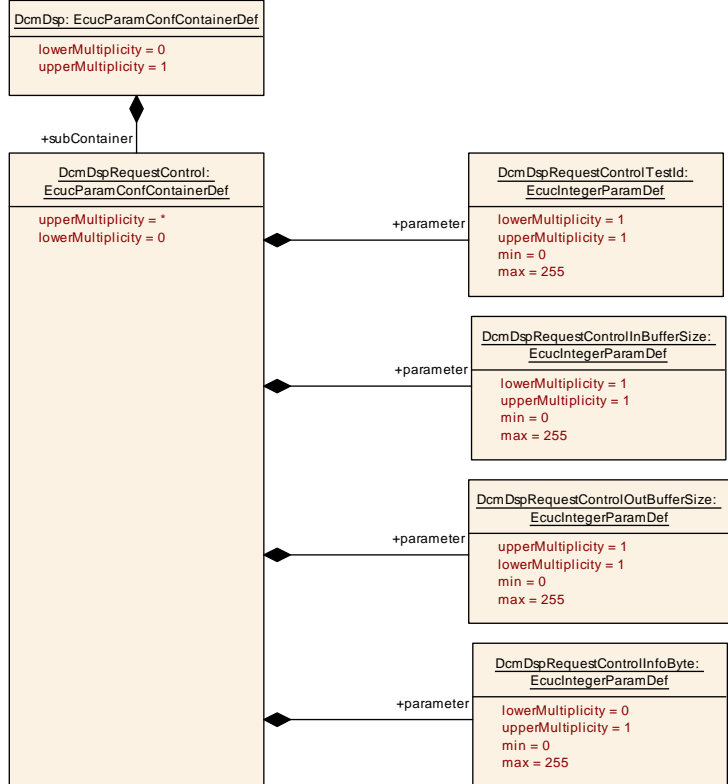 DcmDsp: EcucParamConfContainerDef
lowerMultiplicity = 0
upperMultiplicity = 1
+subContainer
DcmDspRequestControl:
EcucParamConfContainerDef
upperMultiplicity = *
lowerMultiplicity = 0
+parameter
DcmDspRequestControlTestId:
EcucIntegerParamDef
lowerMultiplicity = 1
upperMultiplicity = 1
min = 0
max = 255
+parameter
DcmDspRequestControlInBufferSize:
EcucIntegerParamDef
lowerMultiplicity = 1
upperMultiplicity = 1
min = 0
max = 255
+parameter
DcmDspRequestControlOutBufferSize:
EcucIntegerParamDef
upperMultiplicity = 1
lowerMultiplicity = 1
min = 0
max = 255
+parameter
DcmDspRequestControlInfoByte:
EcucIntegerParamDef
lowerMultiplicity = 0
upperMultiplicity = 1
min = 0
max = 255